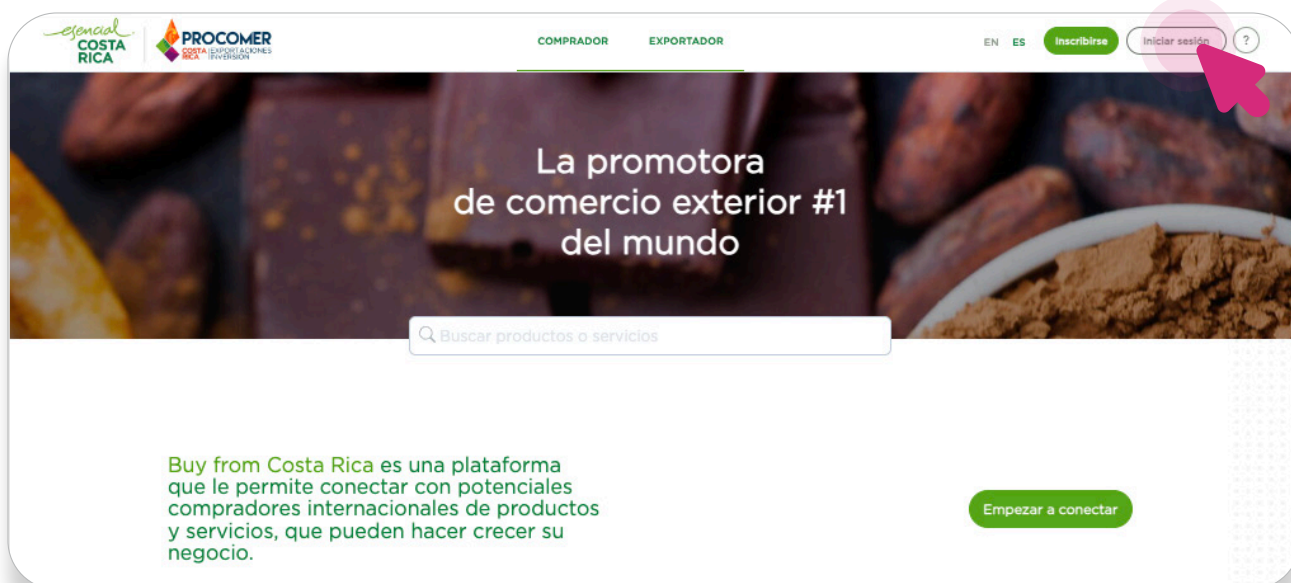 esencial
COSTA
RICA
PROCOMER
COSTA RICA | EXPORTACIONES INVERSIÓN
COMPRADOR EXPORTADOR
EN ES Inscribirse Iniciar sesión ?
La promotora
de comercio exterior #1
del mundo
Buscar productos o servicios
Buy from Costa Rica es una plataforma
que le permite conectar con potenciales
compradores internacionales de productos
y servicios, que pueden hacer crecer su
negocio.
Empezar a conectar